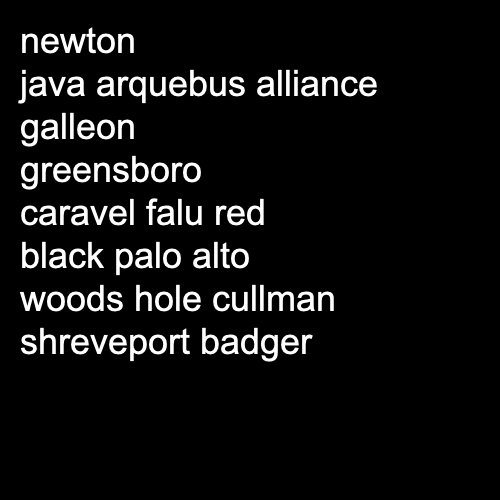 newton
java arquebus alliance
galleon
greensboro
caravel falu red
black palo alto
woods hole cullman
shreveport badger